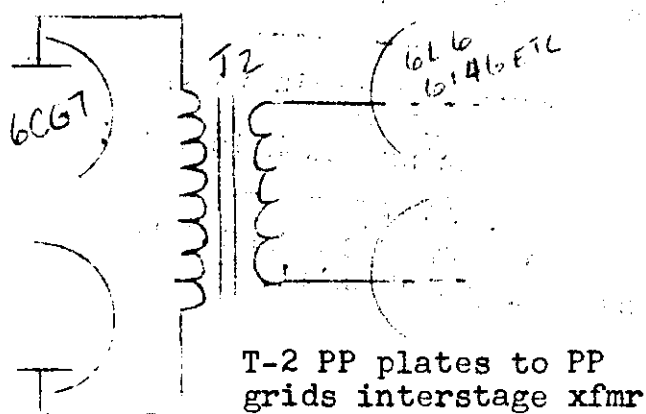 T2
6L6
6146 ETC
6CG7
T-2 PP plates to PP
grids interstage xfmr